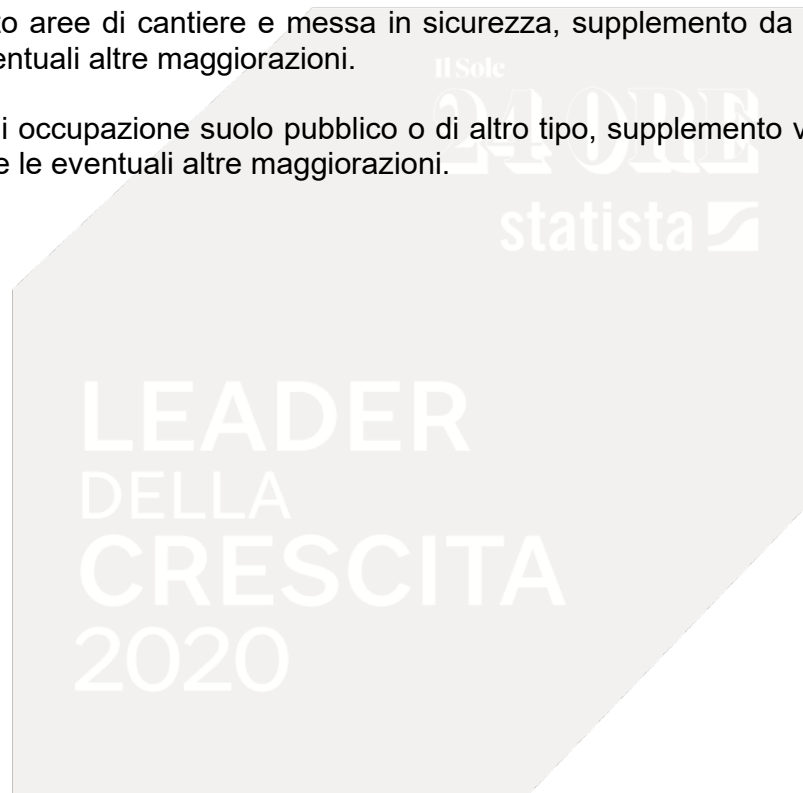 to aree di cantiere e messa in sicurezza, supplemento da
entuali altre maggiorazioni.
i occupazione suolo pubblico o di altro tipo, supplemento v
e le eventuali altre maggiorazioni.
Il Sole
24 ORE
statista
LEADER
DELLA
CRESCITA
2020